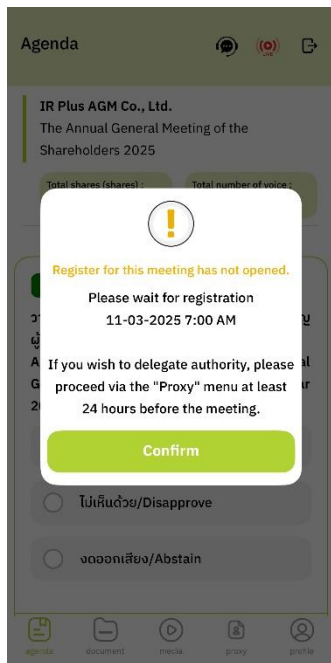 Agenda
LIVE
IR Plus AGM Co., Ltd.
The Annual General Meeting of the
Shareholders 2025
Total shares (shares) :
Total number of voice :
Register for this meeting has not opened.
Please wait for registration
11-03-2025 7:00 AM
If you wish to delegate authority, please
proceed via the "Proxy" menu at least
24 hours before the meeting.
Confirm
ไม่เห็นด้วย/Disapprove
งดออกเสียง/Abstain
agenda
document
media
proxy
profile